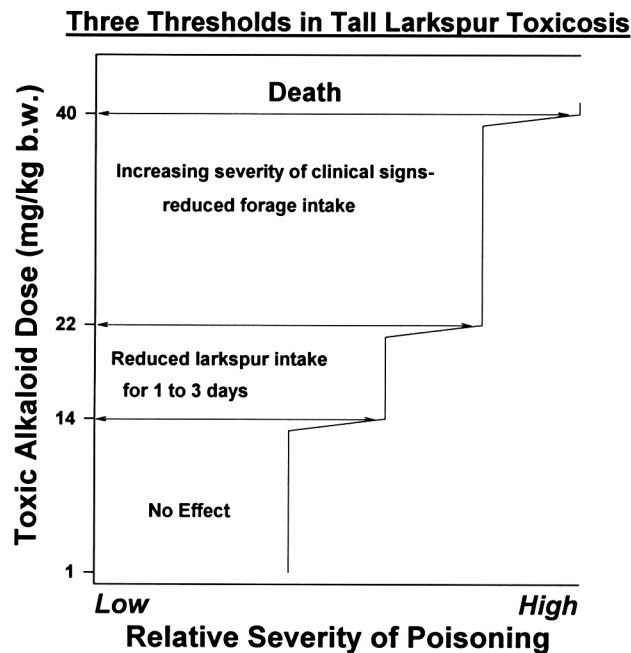 Three Thresholds in Tall Larkspur Toxicosis
Toxic Alkaloid Dose (mg/kg b.w.)
40
Death
Increasing severity of clinical signs-
reduced forage intake
22
Reduced larkspur intake
for 1 to 3 days
14
No Effect
1
Low
High
Relative Severity of Poisoning